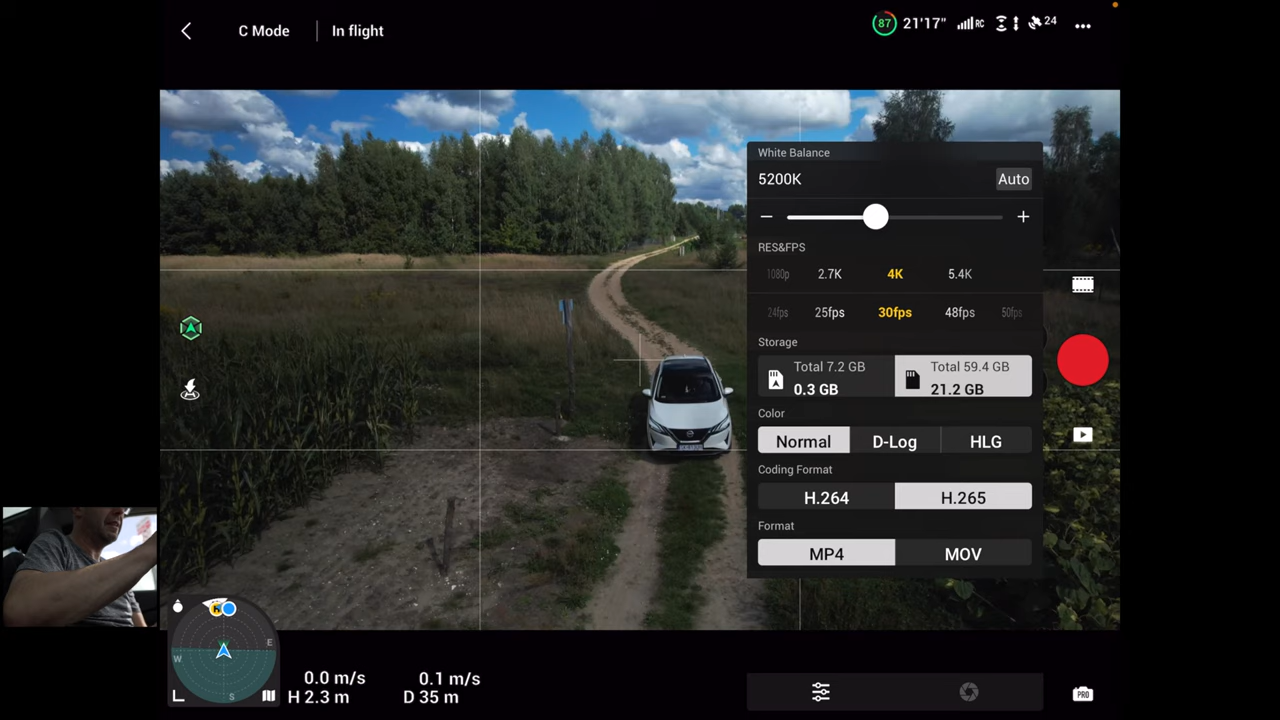 C Mode
In flight
87
21'17"
RC
24
White Balance
5200K
Auto
RES&FPS
1080p 2.7K 4K 5.4K
24fps 25fps 30fps 48fps 50fps
Storage
Total 7.2 GB
0.3 GB
Total 59.4 GB
21.2 GB
Color
Normal D-Log HLG
Coding Format
H.264 H.265
Format
MP4 MOV
E
W
S
0.0 m/s
0.1 m/s
H 2.3 m
D 35 m
PRO